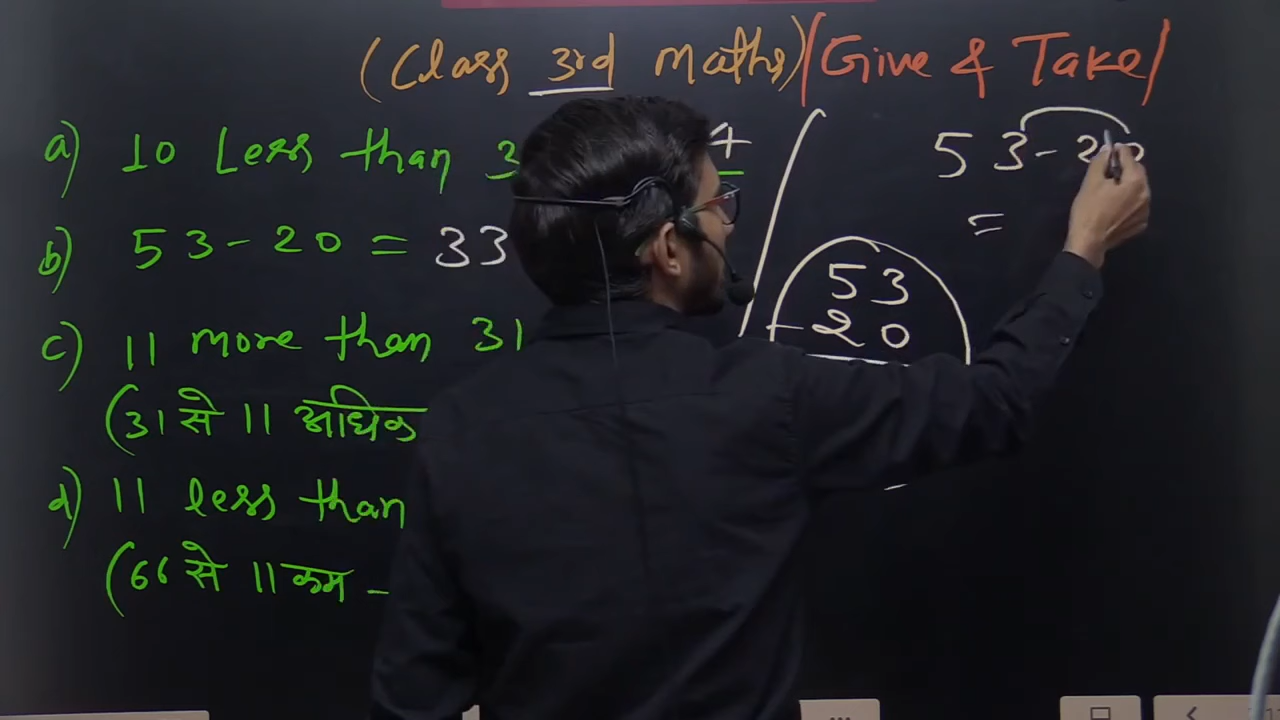 (Class 3rd maths) (Give & Take)
a) 10 Less than 3
b) 53 - 20 = 33
c) 11 more than 31
(31 से 11 अधिक
d) 11 less than
(66 से 11 कम -
53 - 20
=
53
- 20